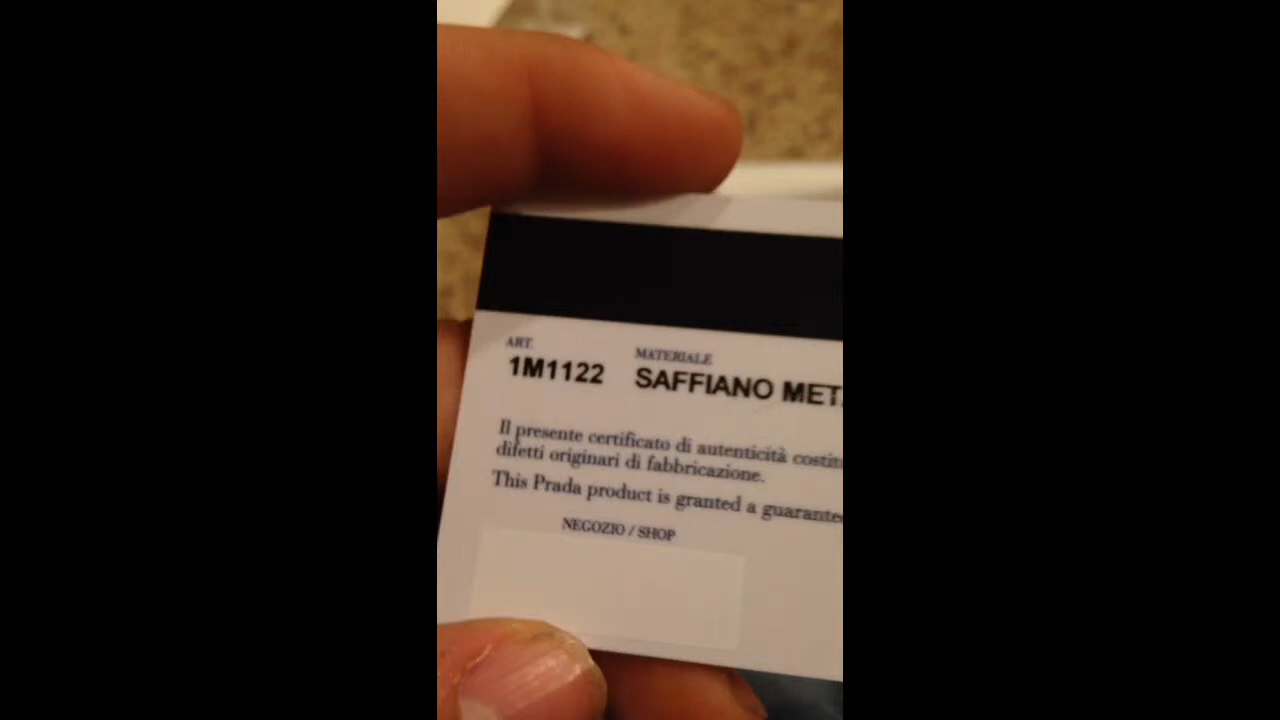 ART. MATERIALE
1M1122 SAFFIANO
Il presente certificato di autenticità
difetti originari di fabbricazione.
This Prada product is granted a
NEGOZIO / SHOP